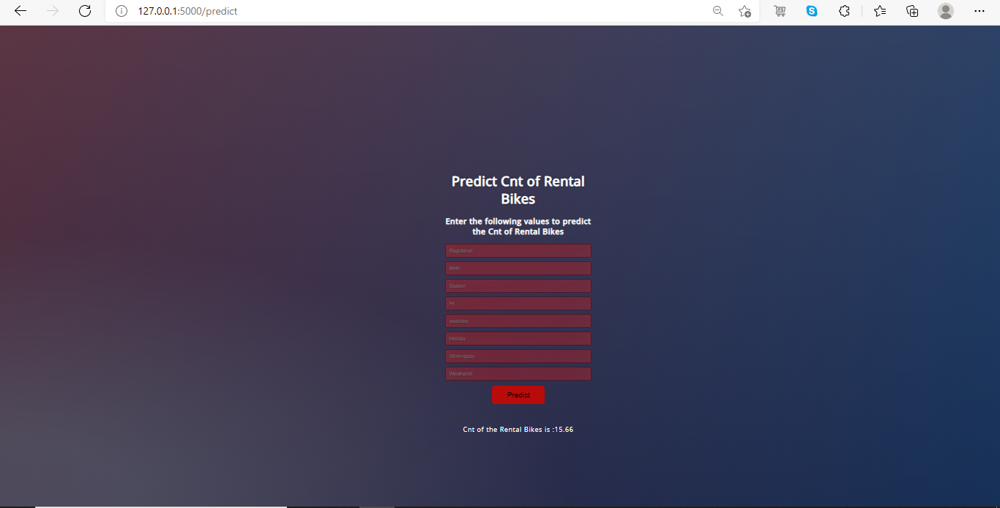 127.0.0.1:5000/predict
Predict Cnt of Rental
Bikes
Enter the following values to predict
the Cnt of Rental Bikes
Registered
Mnth
Season
Hr
weekday
Holiday
Workingday
Weathersit
Predict
Cnt of the Rental Bikes is :15.66